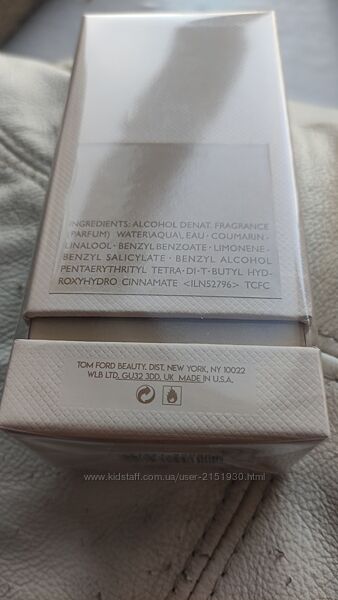 INGREDIENTS: ALCOHOL DENAT. FRAGRANCE
(PARFUM) WATER\AQUA\EAU • COUMARIN •
LINALOOL • BENZYL BENZOATE • LIMONENE •
BENZYL SALICYLATE • BENZYL ALCOHOL
PENTAERYTHRITYL TETRA-DI-T-BUTYL HYD-
ROXYHYDRO CINNAMATE <ILN52796> TCFC
TOM FORD BEAUTY. DIST. NEW YORK, NY 10022
WLB LTD. GU32 3DD. UK MADE IN U.S.A.
www.kidstaff.com.ua/user-2151930.html